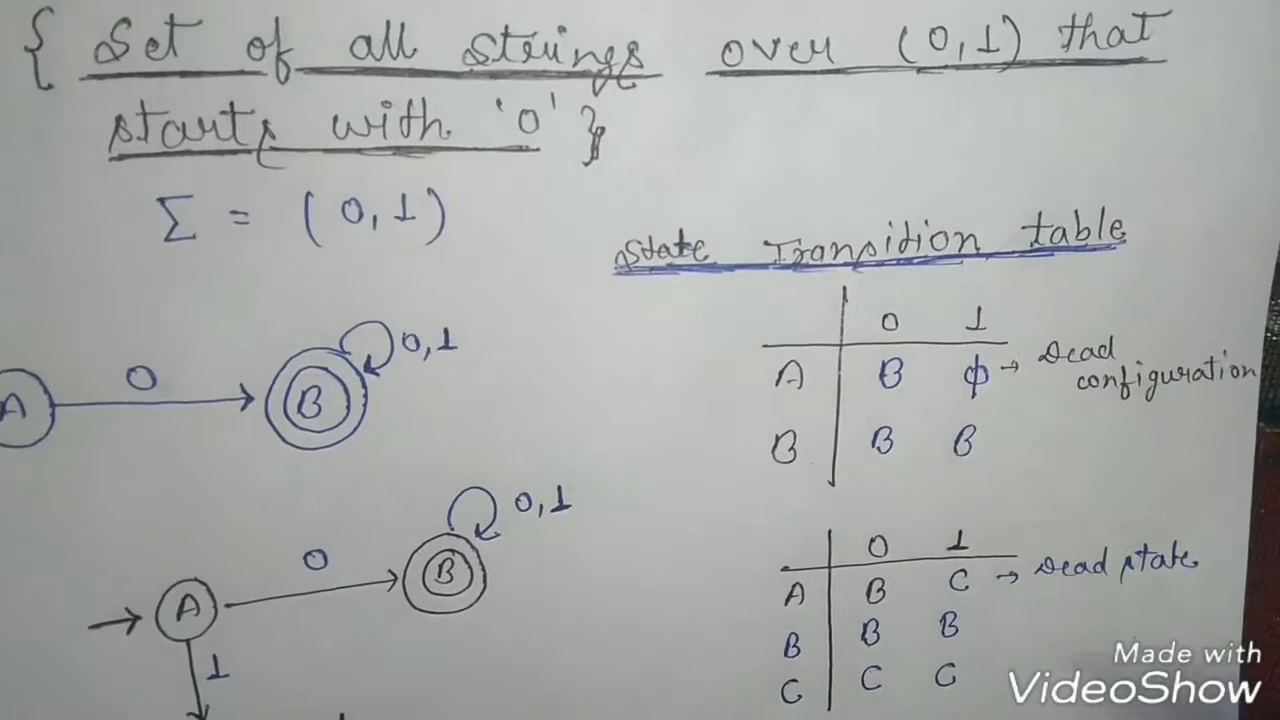 { Set of all strings over (0,1) that
starts with '0' }
Σ = (0,1)
State Transition table
0 1
A B ϕ → Dead
configuration
B B B
A 0 B 0,1
0 1
A B C → Dead state
B B B
C C C
→ A 0 B 0,1
1
Made with
VideoShow